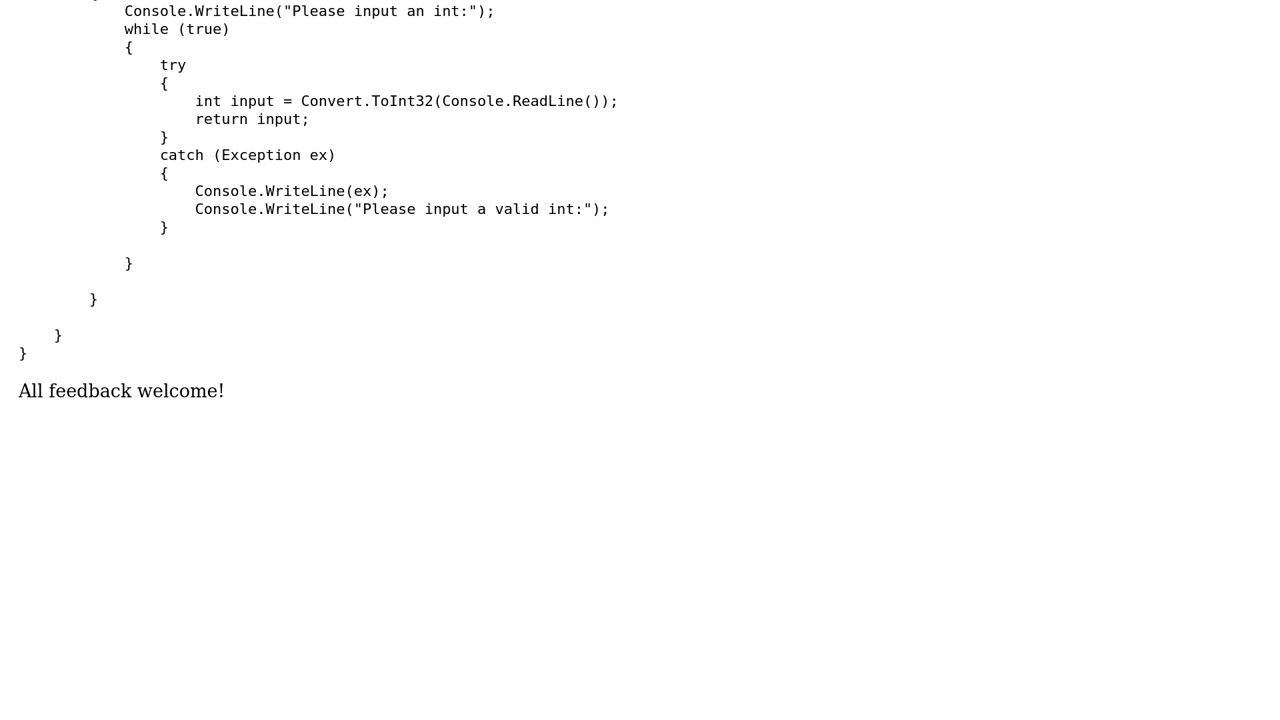 Console.WriteLine("Please input an int:");
while (true)
{
try
{
int input = Convert.ToInt32(Console.ReadLine());
return input;
}
catch (Exception ex)
{
Console.WriteLine(ex);
Console.WriteLine("Please input a valid int:");
}
}
}
}
}
All feedback welcome!